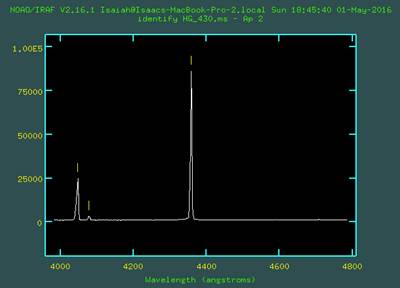 NOAO/IRAF V2.16.1 Isaiah@Isaacs-MacBook-Pro-2.local Sun 18:45:40 01-May-2016
identify HG_430.ms - Ap 2
1.00E5
75000
50000
25000
0
4000 4200 4400 4600 4800
Wavelength (angstroms)